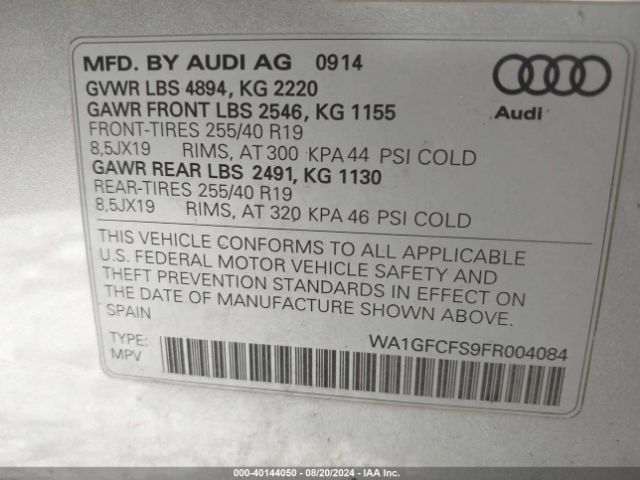 MFD. BY AUDI AG 0914
GVWR LBS 4894, KG 2220
GAWR FRONT LBS 2546, KG 1155
FRONT-TIRES 255/40 R19
8,5JX19 RIMS, AT 300 KPA 44 PSI COLD
GAWR REAR LBS 2491, KG 1130
REAR-TIRES 255/40 R19
8,5JX19 RIMS, AT 320 KPA 46 PSI COLD
Audi
THIS VEHICLE CONFORMS TO ALL APPLICABLE
U.S. FEDERAL MOTOR VEHICLE SAFETY AND
THEFT PREVENTION STANDARDS IN EFFECT ON
THE DATE OF MANUFACTURE SHOWN ABOVE.
SPAIN
TYPE:
MPV
WA1GFCFS9FR004084
000-40144050 | 08/20/2024 - IAA Inc.